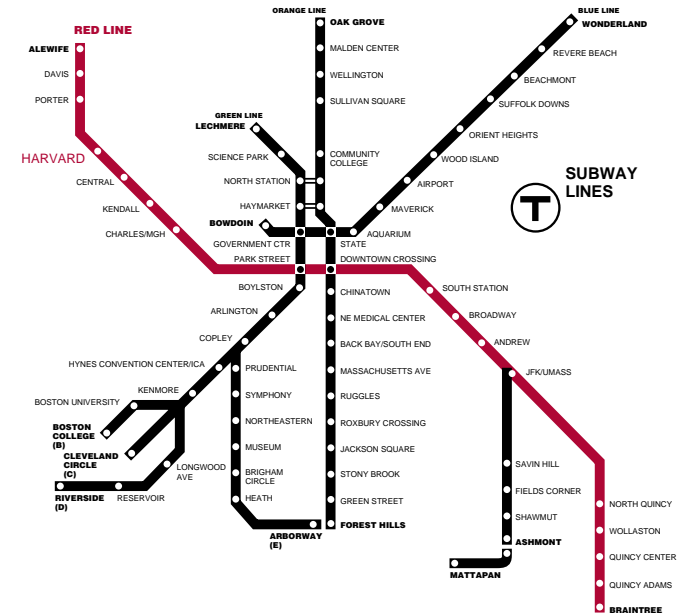 ORANGE LINE
BLUE LINE
RED LINE
OAK GROVE
WONDERLAND
ALEWIFE
MALDEN CENTER
REVERE BEACH
DAVIS
WELLINGTON
BEACHMONT
PORTER
SULLIVAN SQUARE
SUFFOLK DOWNS
GREEN LINE
LECHMERE
ORIENT HEIGHTS
HARVARD
SCIENCE PARK
COMMUNITY
COLLEGE
WOOD ISLAND
SUBWAY
LINES
T
CENTRAL
NORTH STATION
AIRPORT
KENDALL
HAYMARKET
MAVERICK
CHARLES/MGH
BOWDOIN
AQUARIUM
GOVERNMENT CTR
STATE
PARK STREET
DOWNTOWN CROSSING
BOYLSTON
CHINATOWN
SOUTH STATION
ARLINGTON
NE MEDICAL CENTER
BROADWAY
COPLEY
BACK BAY/SOUTH END
ANDREW
HYNES CONVENTION CENTER/ICA
PRUDENTIAL
MASSACHUSETTS AVE
JFK/UMASS
KENMORE
SYMPHONY
RUGGLES
BOSTON UNIVERSITY
NORTHEASTERN
ROXBURY CROSSING
BOSTON
COLLEGE
(B)
MUSEUM
JACKSON SQUARE
CLEVELAND
CIRCLE
(C)
LONGWOOD
AVE
BRIGHAM
CIRCLE
STONY BROOK
SAVIN HILL
RIVERSIDE
(D)
RESERVOIR
HEATH
GREEN STREET
FIELDS CORNER
NORTH QUINCY
SHAWMUT
FOREST HILLS
WOLLASTON
ARBORWAY
(E)
ASHMONT
QUINCY CENTER
MATTAPAN
QUINCY ADAMS
BRAINTREE